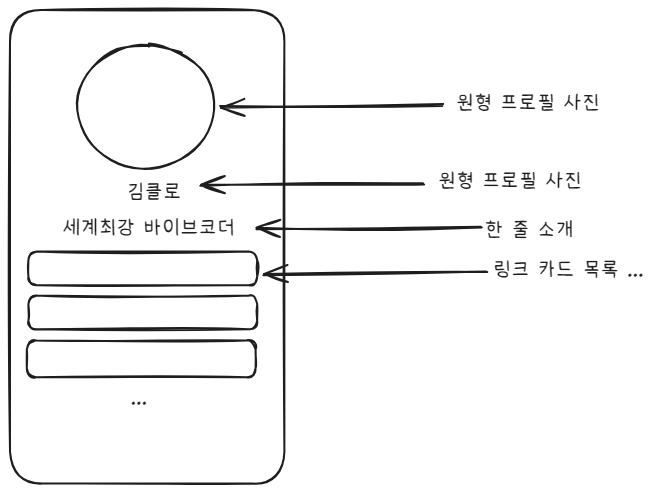 원형 프로필 사진
김클로
원형 프로필 사진
세계최강 바이브코더
한 줄 소개
링크 카드 목록 ...
...